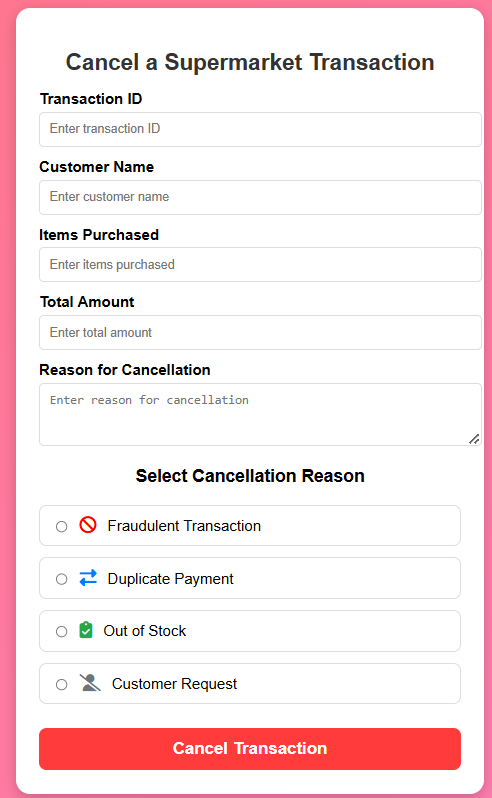 Cancel a Supermarket Transaction
Transaction ID
Enter transaction ID
Customer Name
Enter customer name
Items Purchased
Enter items purchased
Total Amount
Enter total amount
Reason for Cancellation
Enter reason for cancellation
Select Cancellation Reason
Fraudulent Transaction
Duplicate Payment
Out of Stock
Customer Request
Cancel Transaction